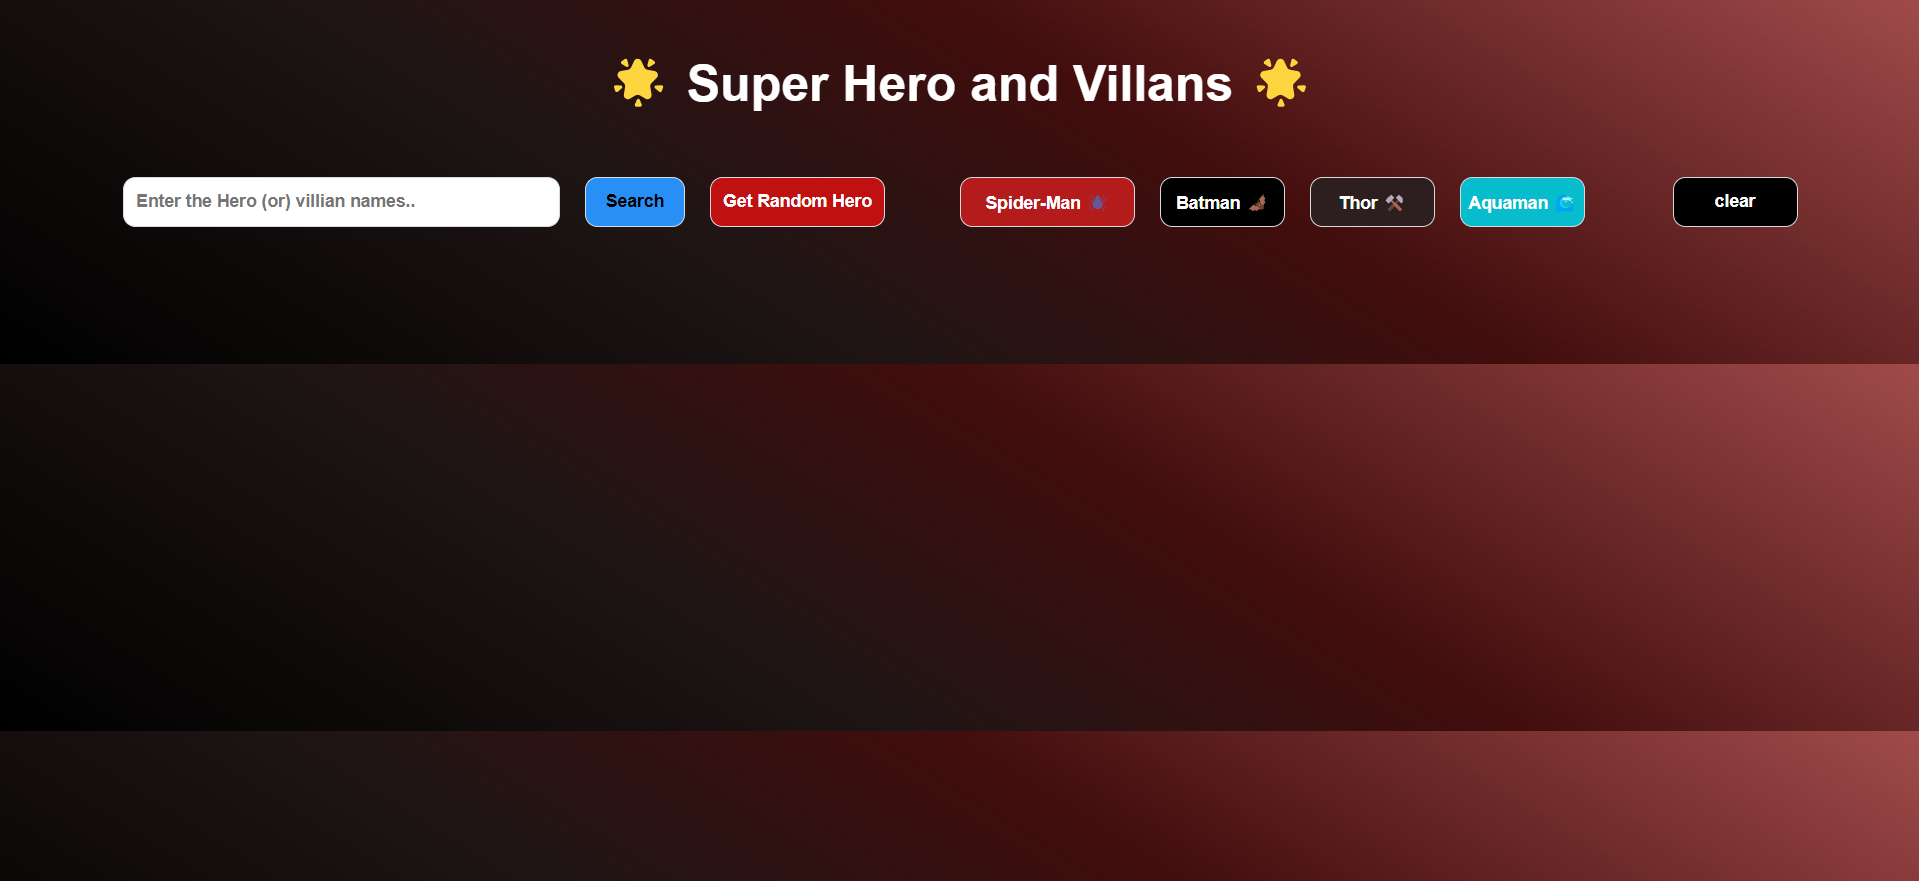 🌟 Super Hero and Villans 🌟
Enter the Hero (or) villian names.. Search Get Random Hero Spider-Man 🕷 Batman 🦇 Thor ⚒ Aquaman 🌊 clear